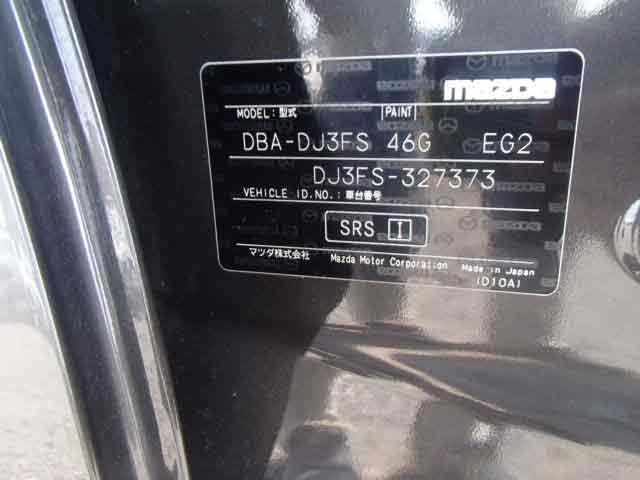 mazda
MODEL:型式 PAINT
DBA-DJ3FS 46G EG2
DJ3FS-327373
VEHICLE ID.NO.:車台番号
SRS I
マツダ株式会社 Mazda Motor Corporation Made in Japan
(D10A)